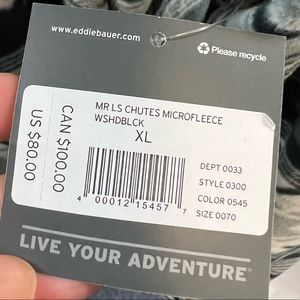 www.eddiebauer.com
Please recycle
MR LS CHUTES MICROFLEECE
WSHDBLCK
XL
CAN $100.00
US $80.00
DEPT 0033
STYLE 0300
COLOR 0545
SIZE 0070
4 00012 15457 7
LIVE YOUR ADVENTURE